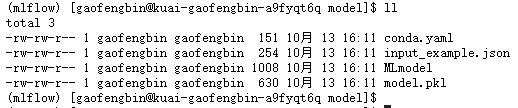 (mlflow) [gaofengbin@kuai-gaofengbin-a9fyqt6q model]$ ll
total 3
-rw-rw-r-- 1 gaofengbin gaofengbin  151 10月 13 16:11 conda.yaml
-rw-rw-r-- 1 gaofengbin gaofengbin  254 10月 13 16:11 input_example.json
-rw-rw-r-- 1 gaofengbin gaofengbin 1008 10月 13 16:11 MLmodel
-rw-rw-r-- 1 gaofengbin gaofengbin  630 10月 13 16:11 model.pkl
(mlflow) [gaofengbin@kuai-gaofengbin-a9fyqt6q model]$